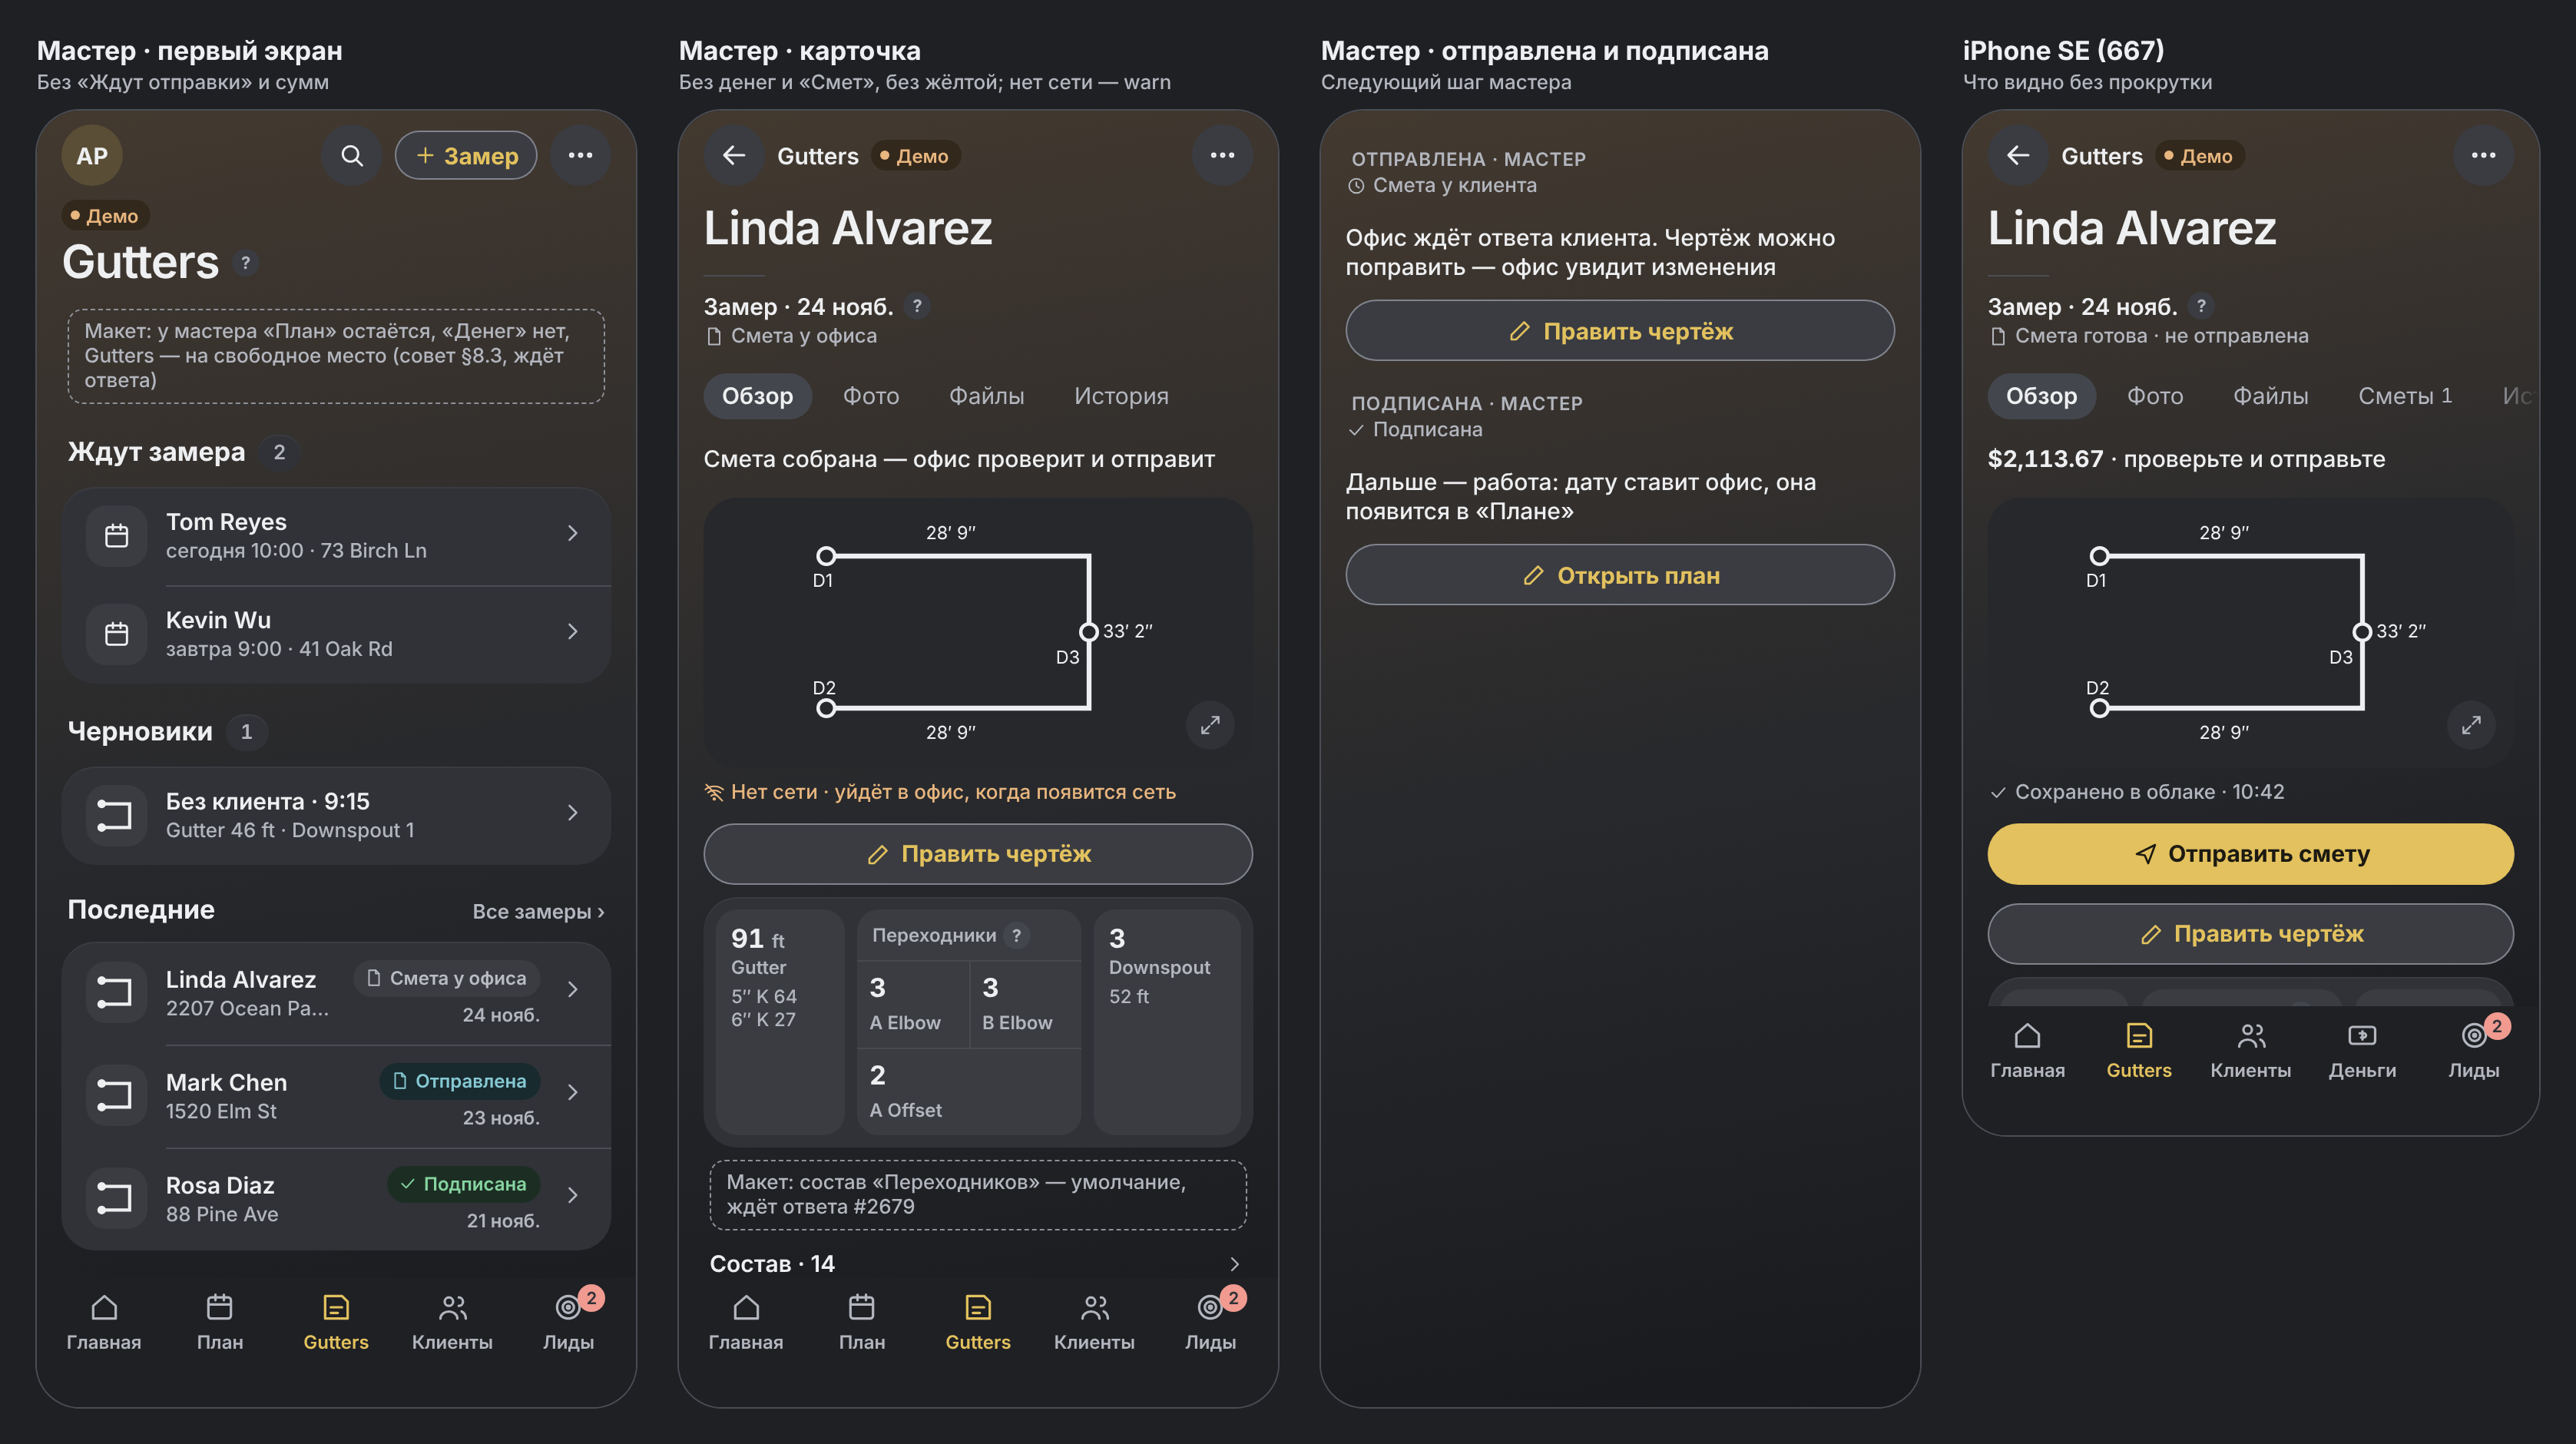 Мастер · первый экран
Без «Ждут отправки» и сумм
АР
+ Замер
Демо
Gutters ?
Макет: у мастера «План» остаётся, «Денег» нет,
Gutters — на свободное место (совет §8.3, ждёт
ответа)
Ждут замера 2
Tom Reyes
сегодня 10:00 · 73 Birch Ln
Kevin Wu
завтра 9:00 · 41 Oak Rd
Черновики 1
Без клиента · 9:15
Gutter 46 ft · Downspout 1
Последние Все замеры ›
Linda Alvarez Смета у офиса
2207 Ocean Pa... 24 нояб.
Mark Chen Отправлена
1520 Elm St 23 нояб.
Rosa Diaz Подписана
88 Pine Ave 21 нояб.
2
Главная План Gutters Клиенты Лиды
Мастер · карточка
Без денег и «Смет», без жёлтой; нет сети — warn
Gutters Демо
Linda Alvarez
Замер · 24 нояб. ?
Смета у офиса
Обзор Фото Файлы История
Смета собрана — офис проверит и отправит
28′ 9″
D1
33′ 2″
D3
D2
28′ 9″
Нет сети · уйдёт в офис, когда появится сеть
Править чертёж
91 ft
Gutter
5″ K 64
6″ K 27
Переходники ?
3
A Elbow
3
B Elbow
2
A Offset
3
Downspout
52 ft
Макет: состав «Переходников» — умолчание,
ждёт ответа #2679
Состав · 14
2
Главная План Gutters Клиенты Лиды
Мастер · отправлена и подписана
Следующий шаг мастера
ОТПРАВЛЕНА · МАСТЕР
Смета у клиента
Офис ждёт ответа клиента. Чертёж можно
поправить — офис увидит изменения
Править чертёж
ПОДПИСАНА · МАСТЕР
Подписана
Дальше — работа: дату ставит офис, она
появится в «Плане»
Открыть план
iPhone SE (667)
Что видно без прокрутки
Gutters Демо
Linda Alvarez
Замер · 24 нояб. ?
Смета готова · не отправлена
Обзор Фото Файлы Сметы 1 Ис
$2,113.67 · проверьте и отправьте
28′ 9″
D1
33′ 2″
D3
D2
28′ 9″
Сохранено в облаке · 10:42
Отправить смету
Править чертёж
2
Главная Gutters Клиенты Деньги Лиды